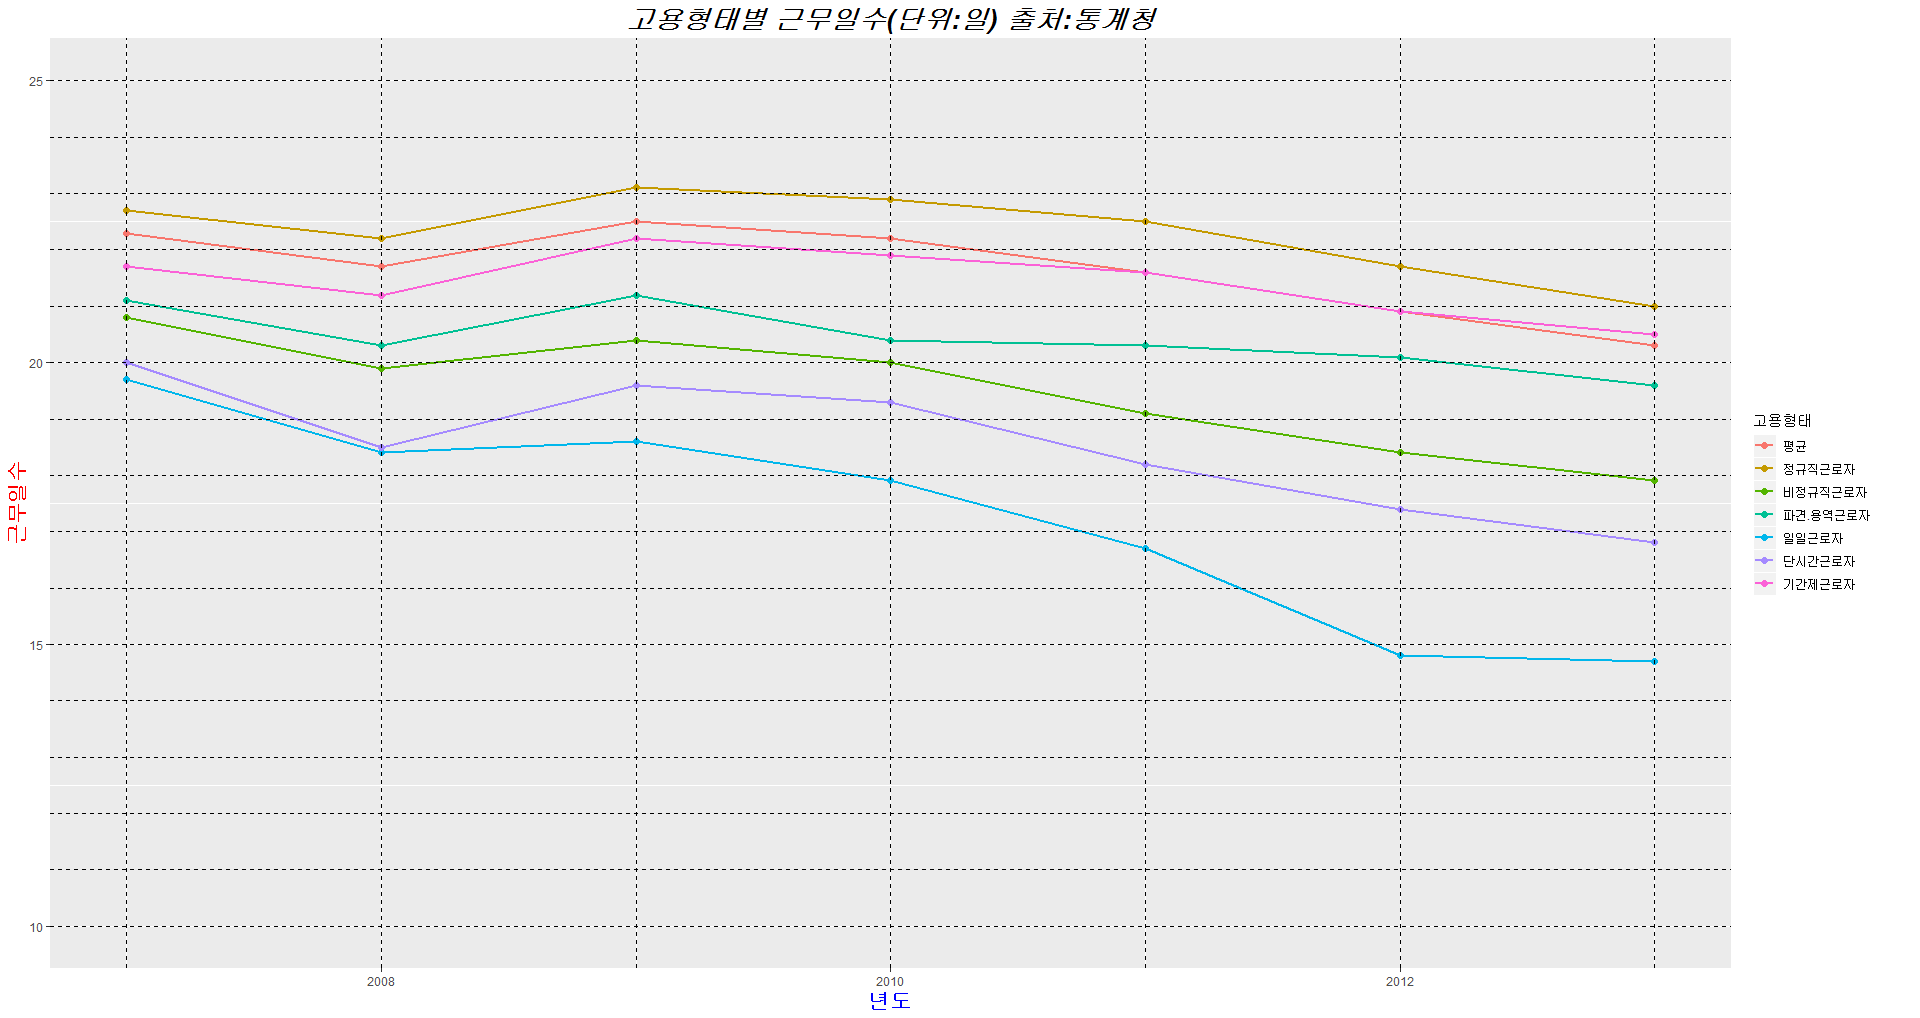 고용형태별 근무일수(단위:일) 출처:통계청
25
20
15
10
근무일수
2008
2010
2012
년도
고용형태
평균
정규직근로자
비정규직근로자
파견.용역근로자
일일근로자
단시간근로자
기간제근로자